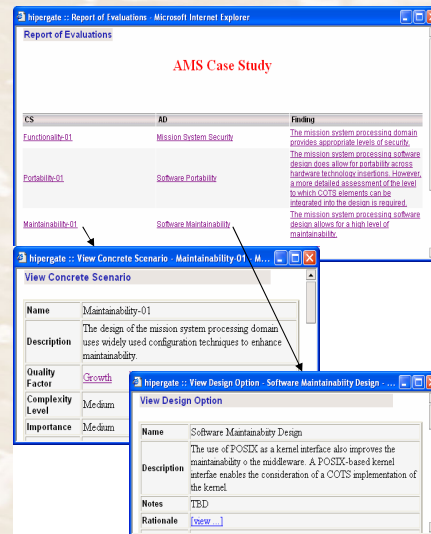 hipergate :: Report of Evaluations - Microsoft Internet Explorer
Report of Evaluations
AMS Case Study
CS AD Finding
Functionality-01 Mission System Security The mission system processing domain
provides appropriate levels of security.
Portability-01 Software Portability The mission system processing software
design does allow for portability across
hardware technology insertions. However,
a more detailed assessment of the level
to which COTS elements can be
integrated into the design is required.
Maintainability-01 Software Maintainability The mission system processing software
design allows for a high level of
maintainability.
hipergate :: View Concrete Scenario - Maintainability-01 - M...
View Concrete Scenario
Name Maintainability-01
Description The design of the mission system processing domain
uses widely used configuration techniques to enhance
maintainability.
Quality Factor Growth
Complexity Level Medium
Importance Medium
hipergate :: View Design Option - Software Maintainabiity Design - ...
View Design Option
Name Software Maintainabiity Design
Description The use of POSIX as a kernel interface also improves the
maintainability o the middleware. A POSIX-based kernel
interfae enables the consideration of a COTS implementation of
the kernel.
Notes TBD
Rationale [view ...]